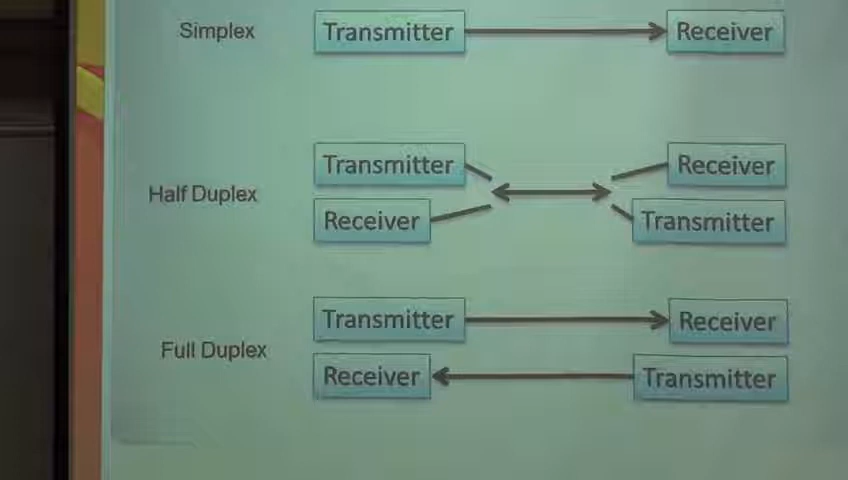 Simplex Transmitter Receiver
Transmitter Receiver
Half Duplex
Receiver Transmitter
Transmitter Receiver
Full Duplex
Receiver Transmitter